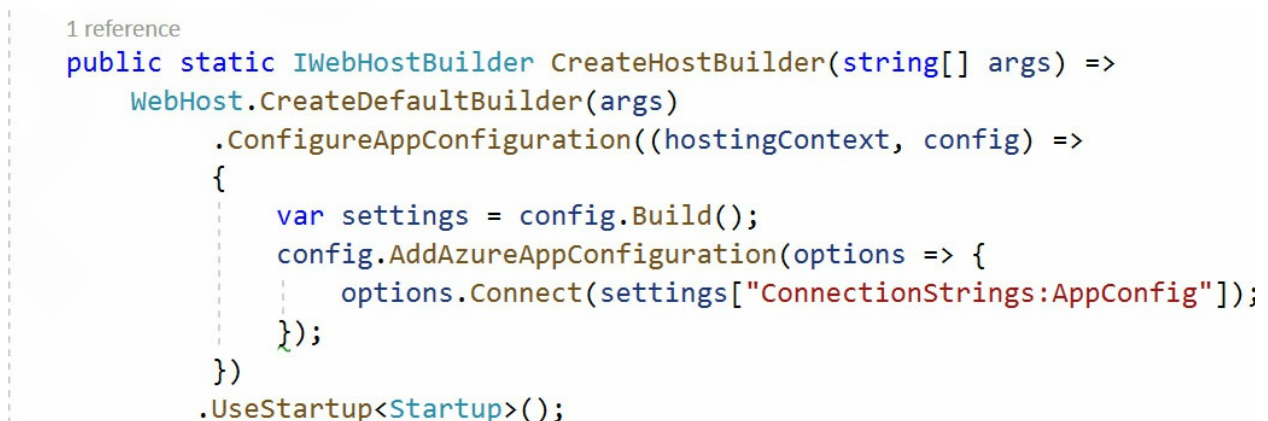 1 reference
public static IWebHostBuilder CreateHostBuilder(string[] args) =>
WebHost.CreateDefaultBuilder(args)
.ConfigureAppConfiguration((hostingContext, config) =>
{
var settings = config.Build();
config.AddAzureAppConfiguration(options => {
options.Connect(settings["ConnectionStrings:AppConfig"]);
});
})
.UseStartup<Startup>();